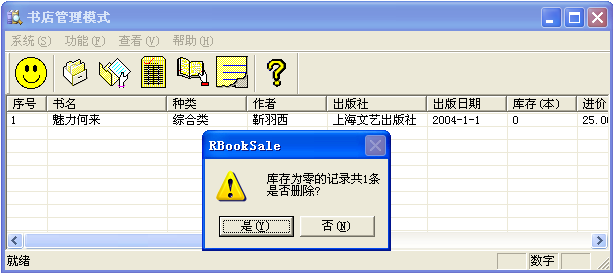 书店管理模式
系统(S) 功能(F) 查看(V) 帮助(H)
序号 书名 种类 作者 出版社 出版日期 库存(本) 进价
1 魅力何来 综合类 靳羽西 上海文艺出版社 2004-1-1 0 25.00
RBookSale
库存为零的记录共1条
是否删除?
是(Y) 否(N)
就绪 数字